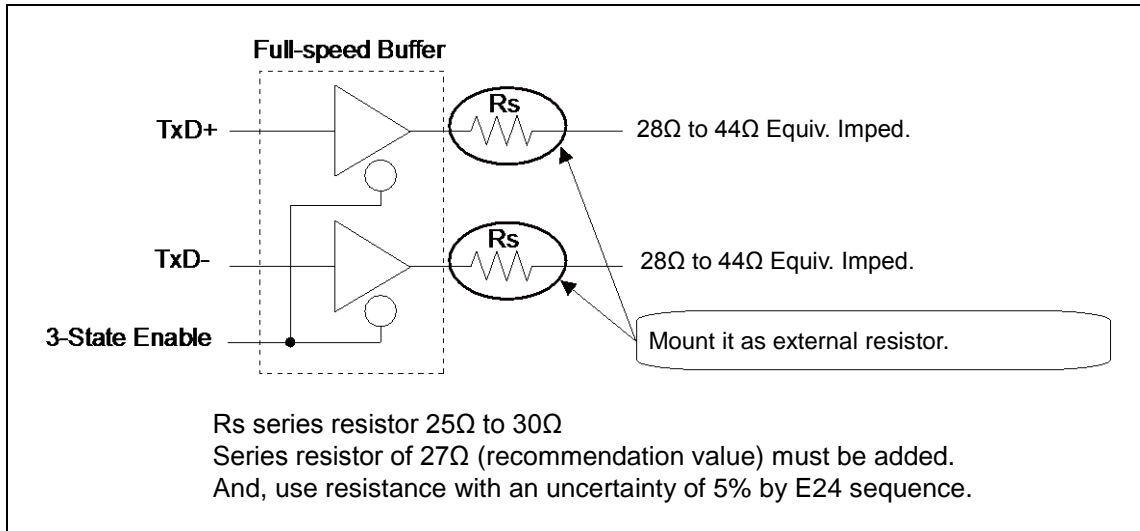 Full-speed Buffer
Rs
TxD+
28Ω to 44Ω Equiv. Imped.
Rs
TxD-
28Ω to 44Ω Equiv. Imped.
3-State Enable
Mount it as external resistor.
Rs series resistor 25Ω to 30Ω
Series resistor of 27Ω (recommendation value) must be added.
And, use resistance with an uncertainty of 5% by E24 sequence.